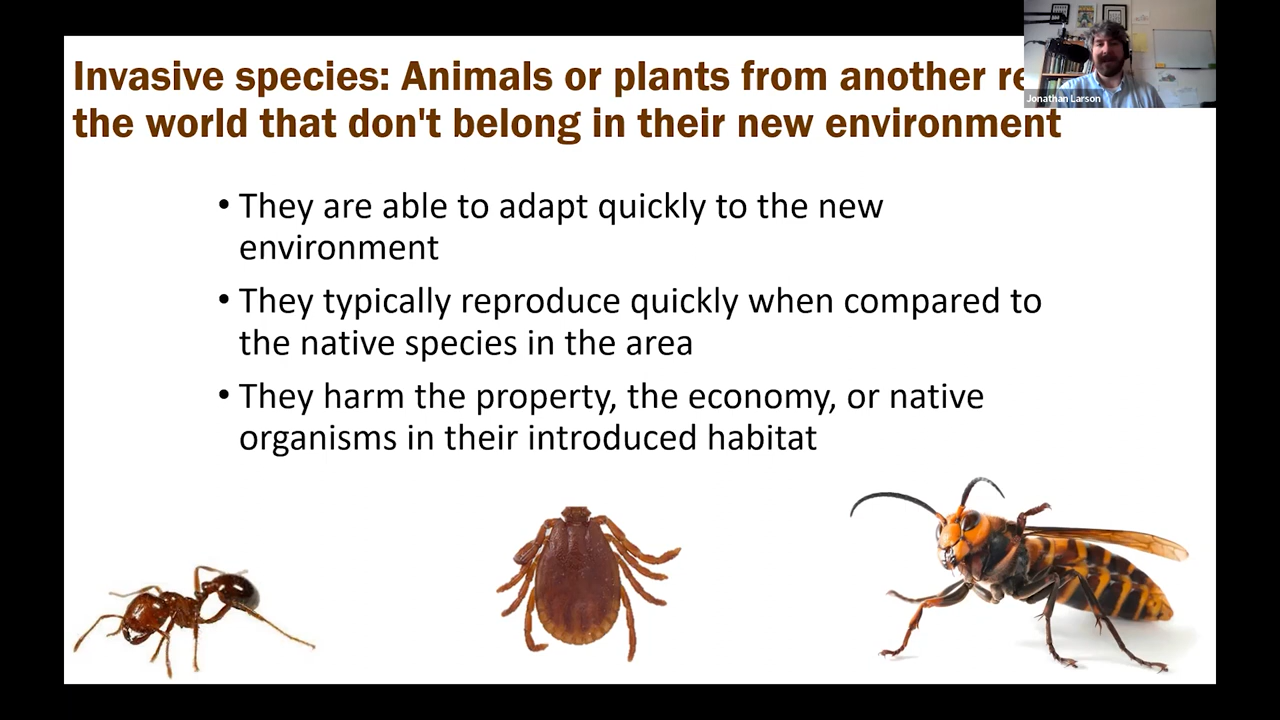 Invasive species: Animals or plants from another
the world that don't belong in their new environment
Jonathan Larson
• They are able to adapt quickly to the new
environment
• They typically reproduce quickly when compared to
the native species in the area
• They harm the property, the economy, or native
organisms in their introduced habitat